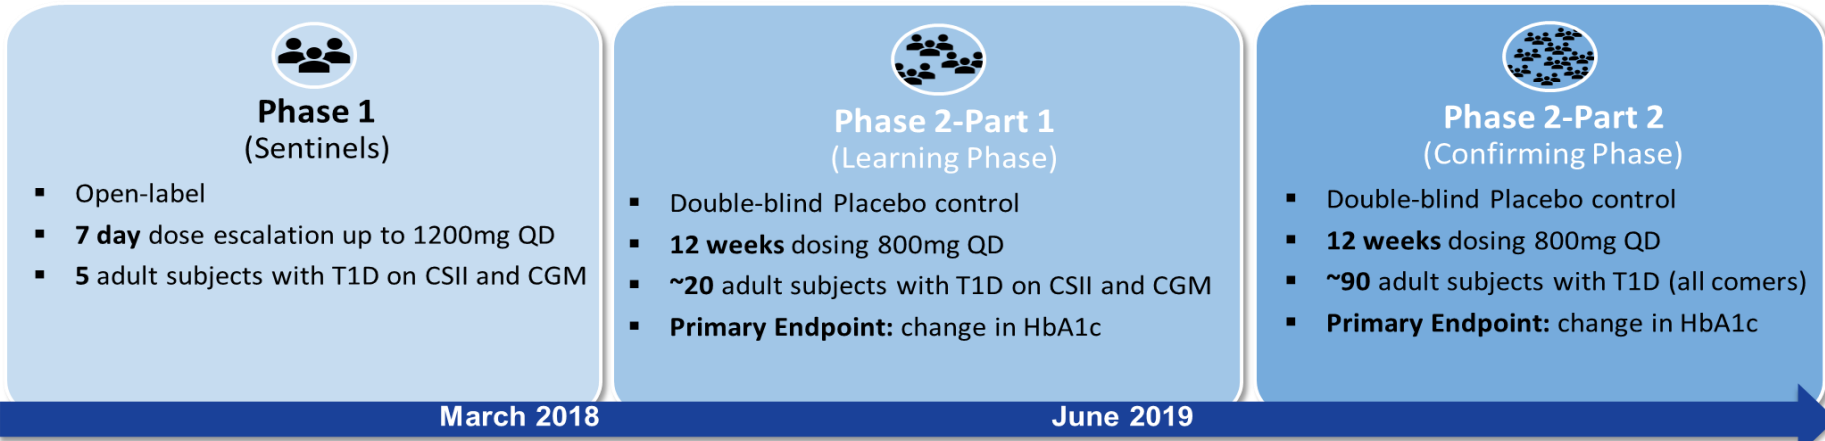 Phase 1
(Sentinels)
▪ Open-label
▪ 7 day dose escalation up to 1200mg QD
▪ 5 adult subjects with T1D on CSII and CGM
Phase 2-Part 1
(Learning Phase)
▪ Double-blind Placebo control
▪ 12 weeks dosing 800mg QD
▪ ~20 adult subjects with T1D on CSII and CGM
▪ Primary Endpoint: change in HbA1c
Phase 2-Part 2
(Confirming Phase)
▪ Double-blind Placebo control
▪ 12 weeks dosing 800mg QD
▪ ~90 adult subjects with T1D (all comers)
▪ Primary Endpoint: change in HbA1c
March 2018
June 2019